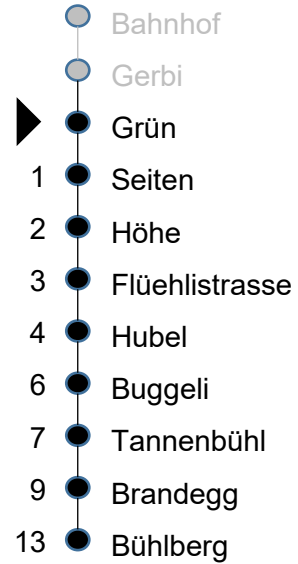 Bahnhof
Gerbi
Grün
1 Seiten
2 Höhe
3 Flüehlistrasse
4 Hubel
6 Buggeli
7 Tannenbühl
9 Brandegg
13 Bühlberg